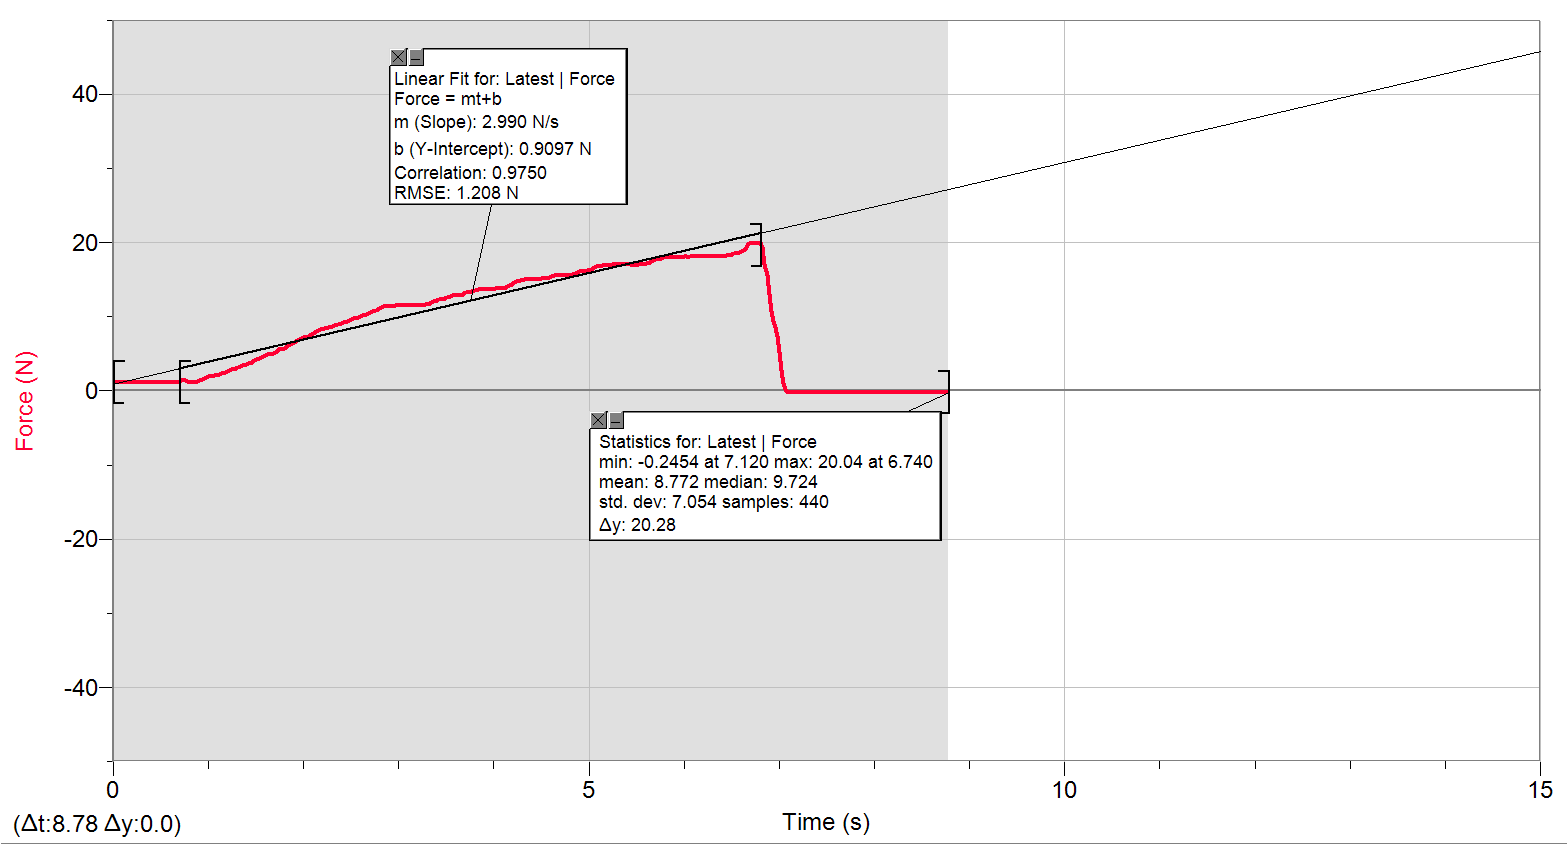 Linear Fit for: Latest | Force
Force = mt+b
m (Slope): 2.990 N/s
b (Y-Intercept): 0.9097 N
Correlation: 0.9750
RMSE: 1.208 N
40
20
0
-20
-40
Force (N)
Statistics for: Latest | Force
min: -0.2454 at 7.120 max: 20.04 at 6.740
mean: 8.772 median: 9.724
std. dev: 7.054 samples: 440
Δy: 20.28
0 5 10 15
(Δt:8.78 Δy:0.0)
Time (s)